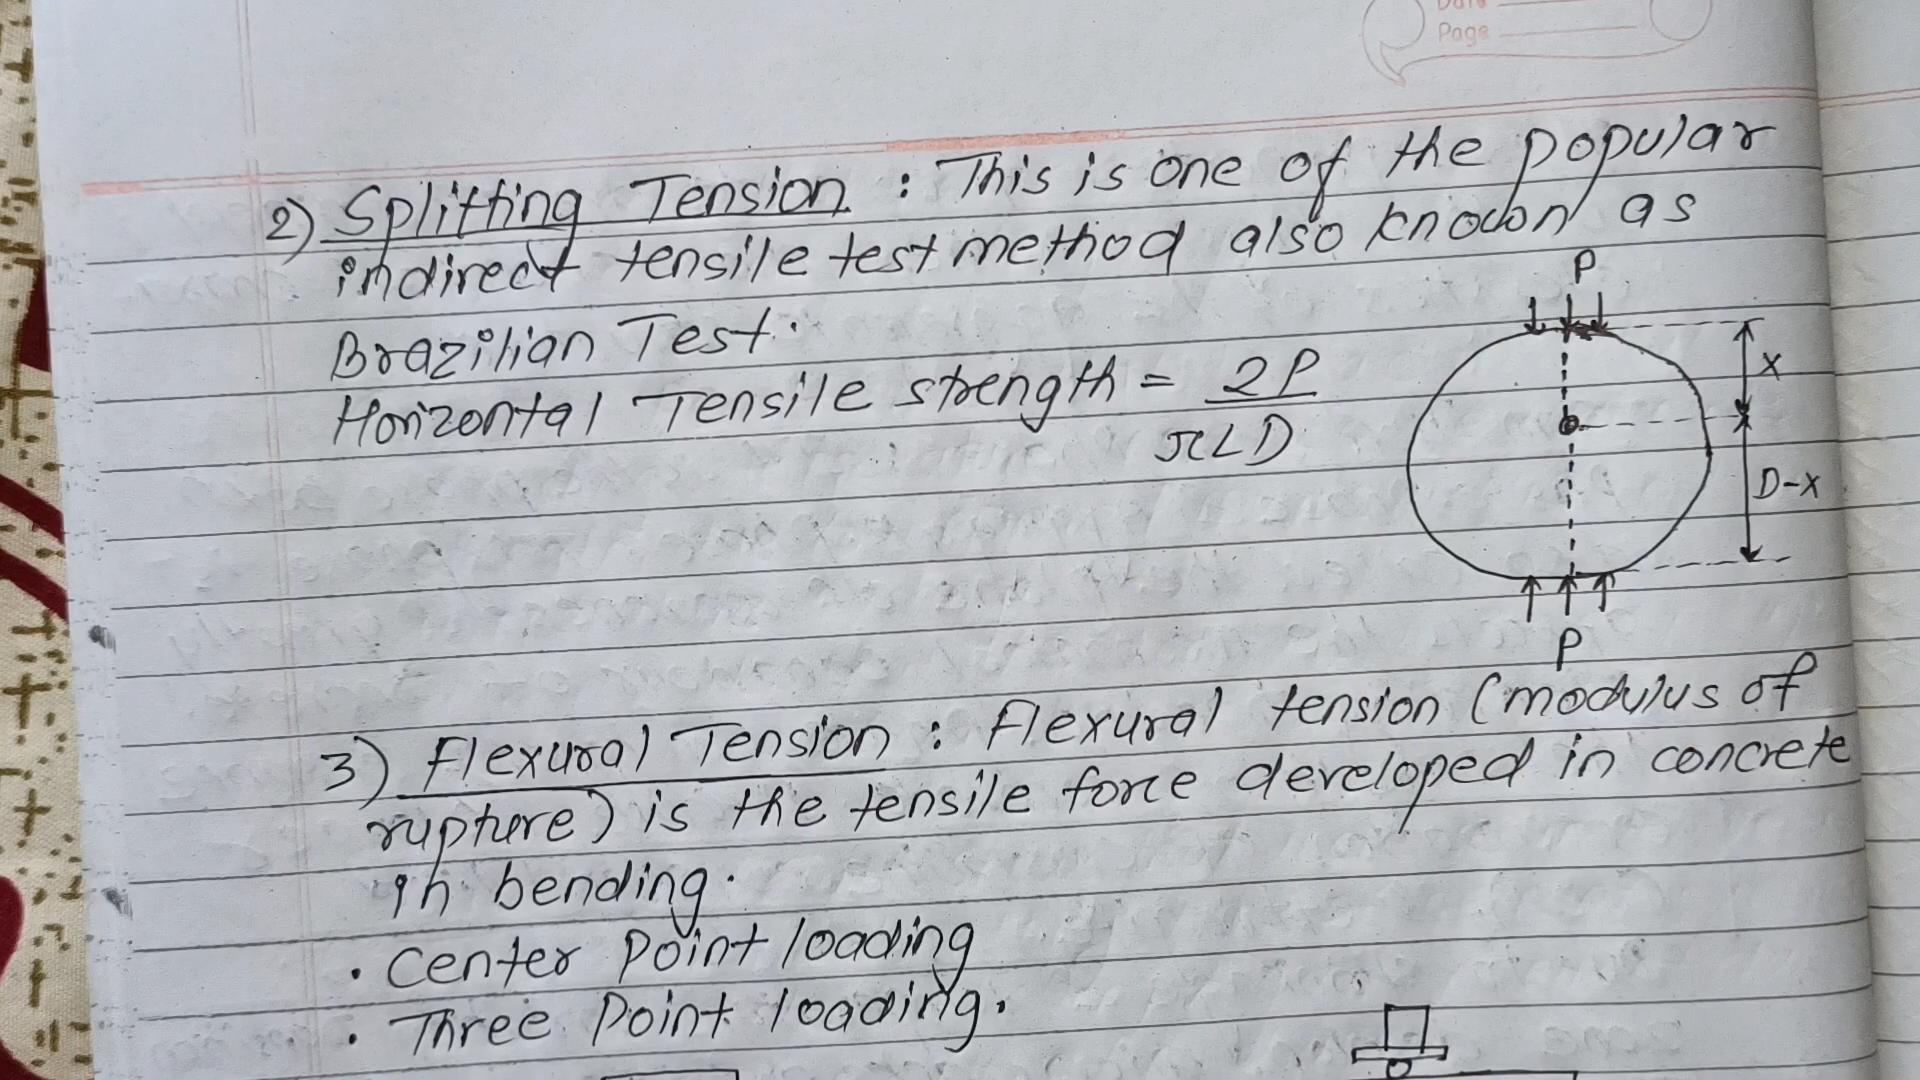 Date
Page
2) Splitting Tension : This is one of the popular
indirect tensile test method also known as
Brazilian Test.
Horizontal Tensile strength = 2P
πLD
P
X
D-X
P
3) Flexural Tension : Flexural tension (modulus of
rupture) is the tensile force developed in concrete
in bending.
• Center Point loading
• Three Point loading.